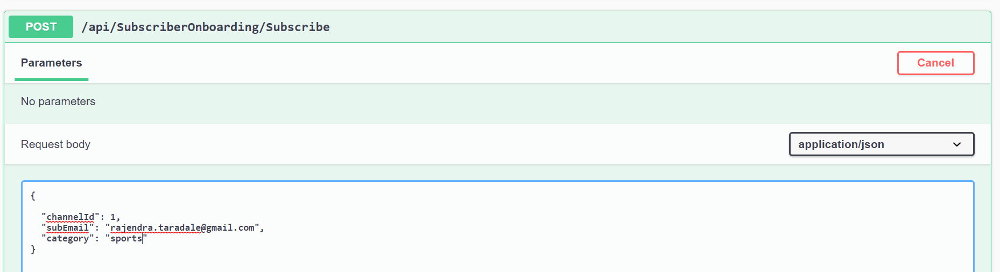 POST /api/SubscriberOnboarding/Subscribe
Parameters
Cancel
No parameters
Request body
application/json
{
"channelId": 1,
"subEmail": "rajendra.taradale@gmail.com",
"category": "sports"
}